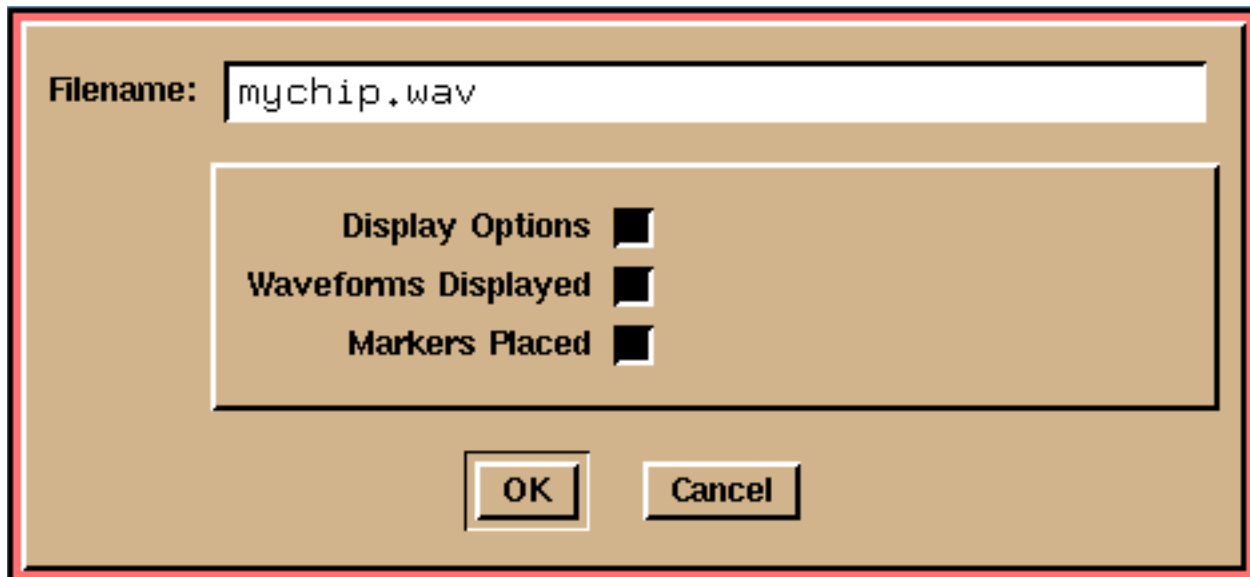 Filename: mychip.wav
Display Options
Waveforms Displayed
Markers Placed
OK Cancel